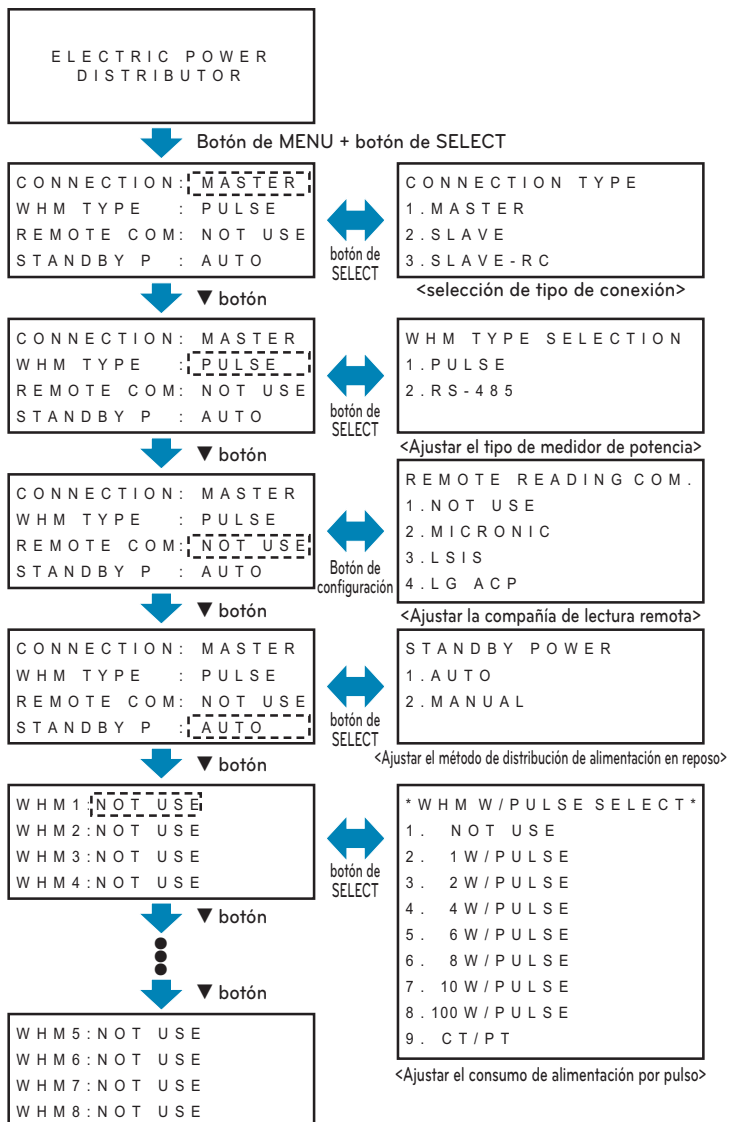 ELECTRIC POWER
DISTRIBUTOR
Botón de MENU + botón de SELECT
CONNECTION: MASTER
WHM TYPE : PULSE
REMOTE COM: NOT USE
STANDBY P : AUTO
botón de
SELECT
CONNECTION TYPE
1.MASTER
2.SLAVE
3.SLAVE-RC
<selección de tipo de conexión>
▼ botón
CONNECTION: MASTER
WHM TYPE : PULSE
REMOTE COM: NOT USE
STANDBY P : AUTO
botón de
SELECT
WHM TYPE SELECTION
1.PULSE
2.RS-485
<Ajustar el tipo de medidor de potencia>
▼ botón
CONNECTION: MASTER
WHM TYPE : PULSE
REMOTE COM: NOT USE
STANDBY P : AUTO
Botón de
configuración
REMOTE READING COM.
1.NOT USE
2.MICRONIC
3.LSIS
4.LG ACP
<Ajustar la compañía de lectura remota>
▼ botón
CONNECTION: MASTER
WHM TYPE : PULSE
REMOTE COM: NOT USE
STANDBY P : AUTO
botón de
SELECT
STANDBY POWER
1.AUTO
2.MANUAL
<Ajustar el método de distribución de alimentación en reposo>
▼ botón
WHM1:NOT USE
WHM2:NOT USE
WHM3:NOT USE
WHM4:NOT USE
botón de
SELECT
*WHM W/PULSE SELECT*
1. NOT USE
2. 1W/PULSE
3. 2W/PULSE
4. 4W/PULSE
5. 6W/PULSE
6. 8W/PULSE
7. 10W/PULSE
8.100W/PULSE
9. CT/PT
<Ajustar el consumo de alimentación por pulso>
▼ botón
▼ botón
WHM5:NOT USE
WHM6:NOT USE
WHM7:NOT USE
WHM8:NOT USE